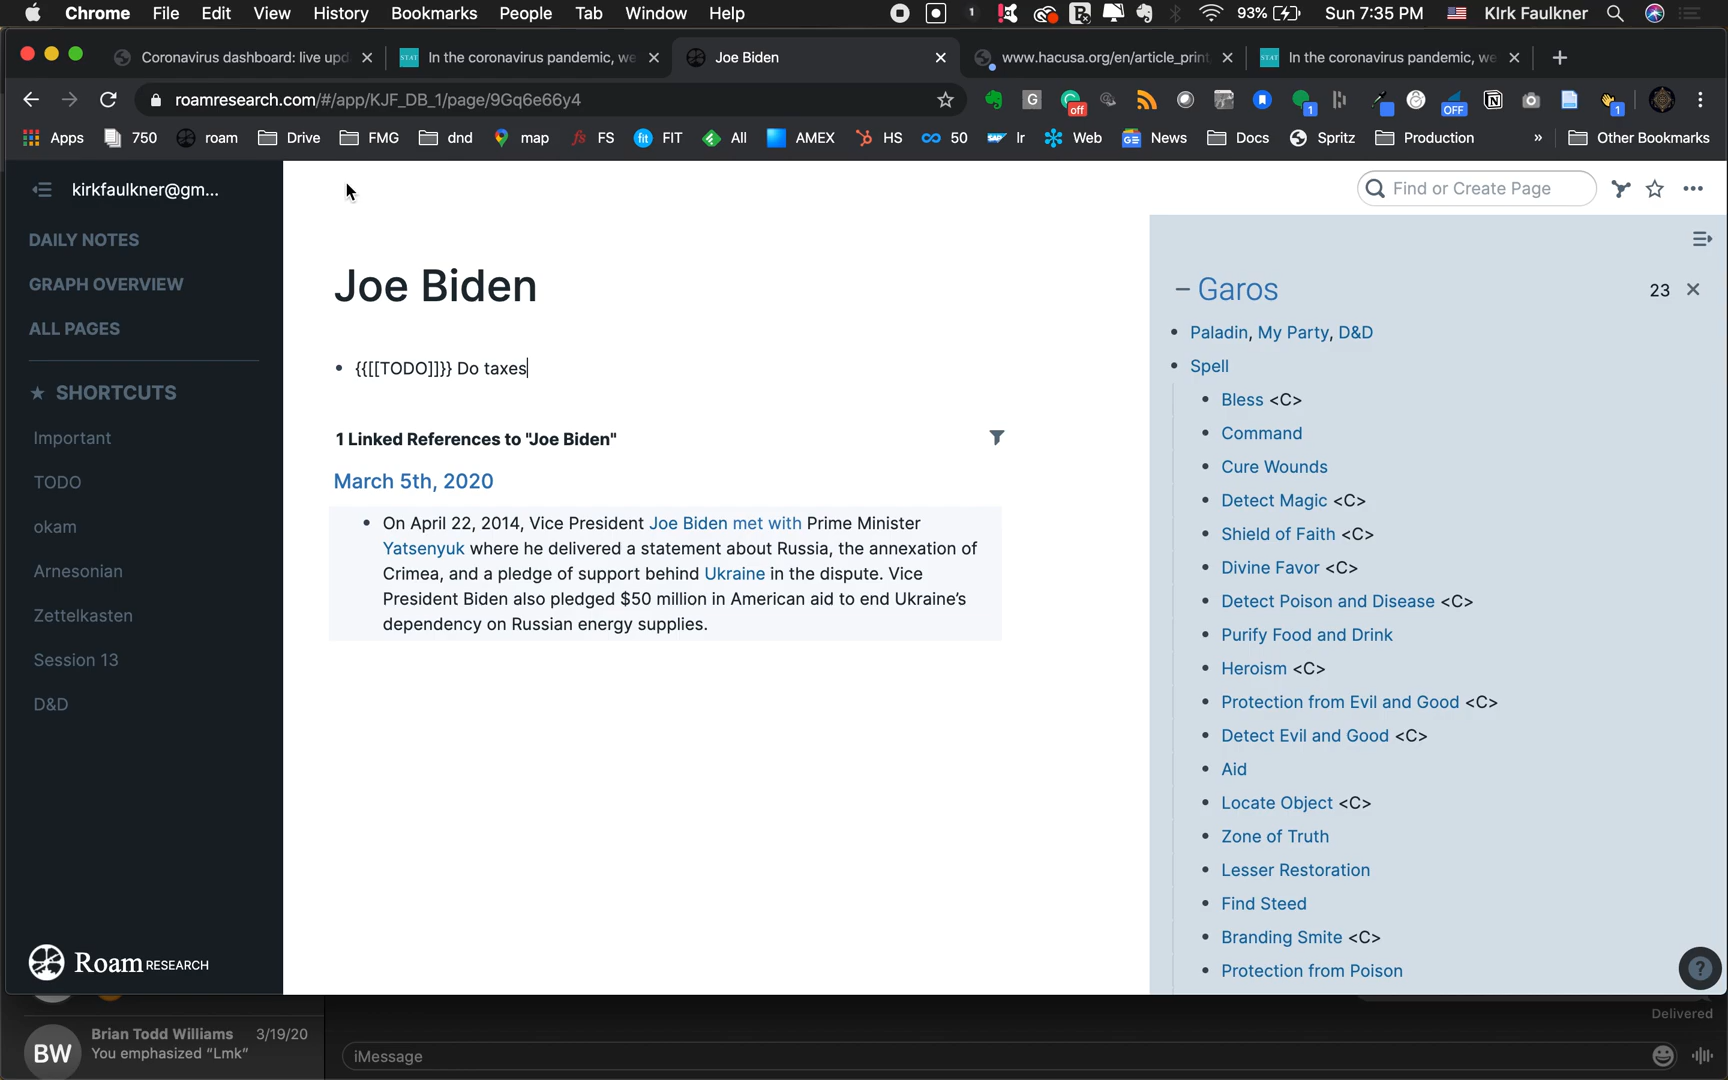 Chrome File Edit View History Bookmarks People Tab Window Help 1 93% Sun 7:35 PM KIrk Faulkner
Coronavirus dashboard: live upd
STAT In the coronavirus pandemic, we
Joe Biden
www.hacusa.org/en/article_print
STAT In the coronavirus pandemic, we
roamresearch.com/#/app/KJF_DB_1/page/9Gq6e66y4
G off 1 OFF 1
Apps 750 roam Drive FMG dnd map fs FS fit FIT All AMEX HS 50 Ir Web News Docs Spritz Production » Other Bookmarks
kirkfaulkner@gm...
Find or Create Page
DAILY NOTES
GRAPH OVERVIEW
ALL PAGES
SHORTCUTS
Important
TODO
okam
Arnesonian
Zettelkasten
Session 13
D&D
Roam RESEARCH
Joe Biden
{{[[TODO]]}} Do taxes
1 Linked References to "Joe Biden"
March 5th, 2020
On April 22, 2014, Vice President Joe Biden met with Prime Minister
Yatsenyuk where he delivered a statement about Russia, the annexation of
Crimea, and a pledge of support behind Ukraine in the dispute. Vice
President Biden also pledged $50 million in American aid to end Ukraine's
dependency on Russian energy supplies.
– Garos 23
Paladin, My Party, D&D
Spell
Bless <C>
Command
Cure Wounds
Detect Magic <C>
Shield of Faith <C>
Divine Favor <C>
Detect Poison and Disease <C>
Purify Food and Drink
Heroism <C>
Protection from Evil and Good <C>
Detect Evil and Good <C>
Aid
Locate Object <C>
Zone of Truth
Lesser Restoration
Find Steed
Branding Smite <C>
Protection from Poison
?
Delivered
BW Brian Todd Williams 3/19/20
You emphasized “Lmk”
iMessage